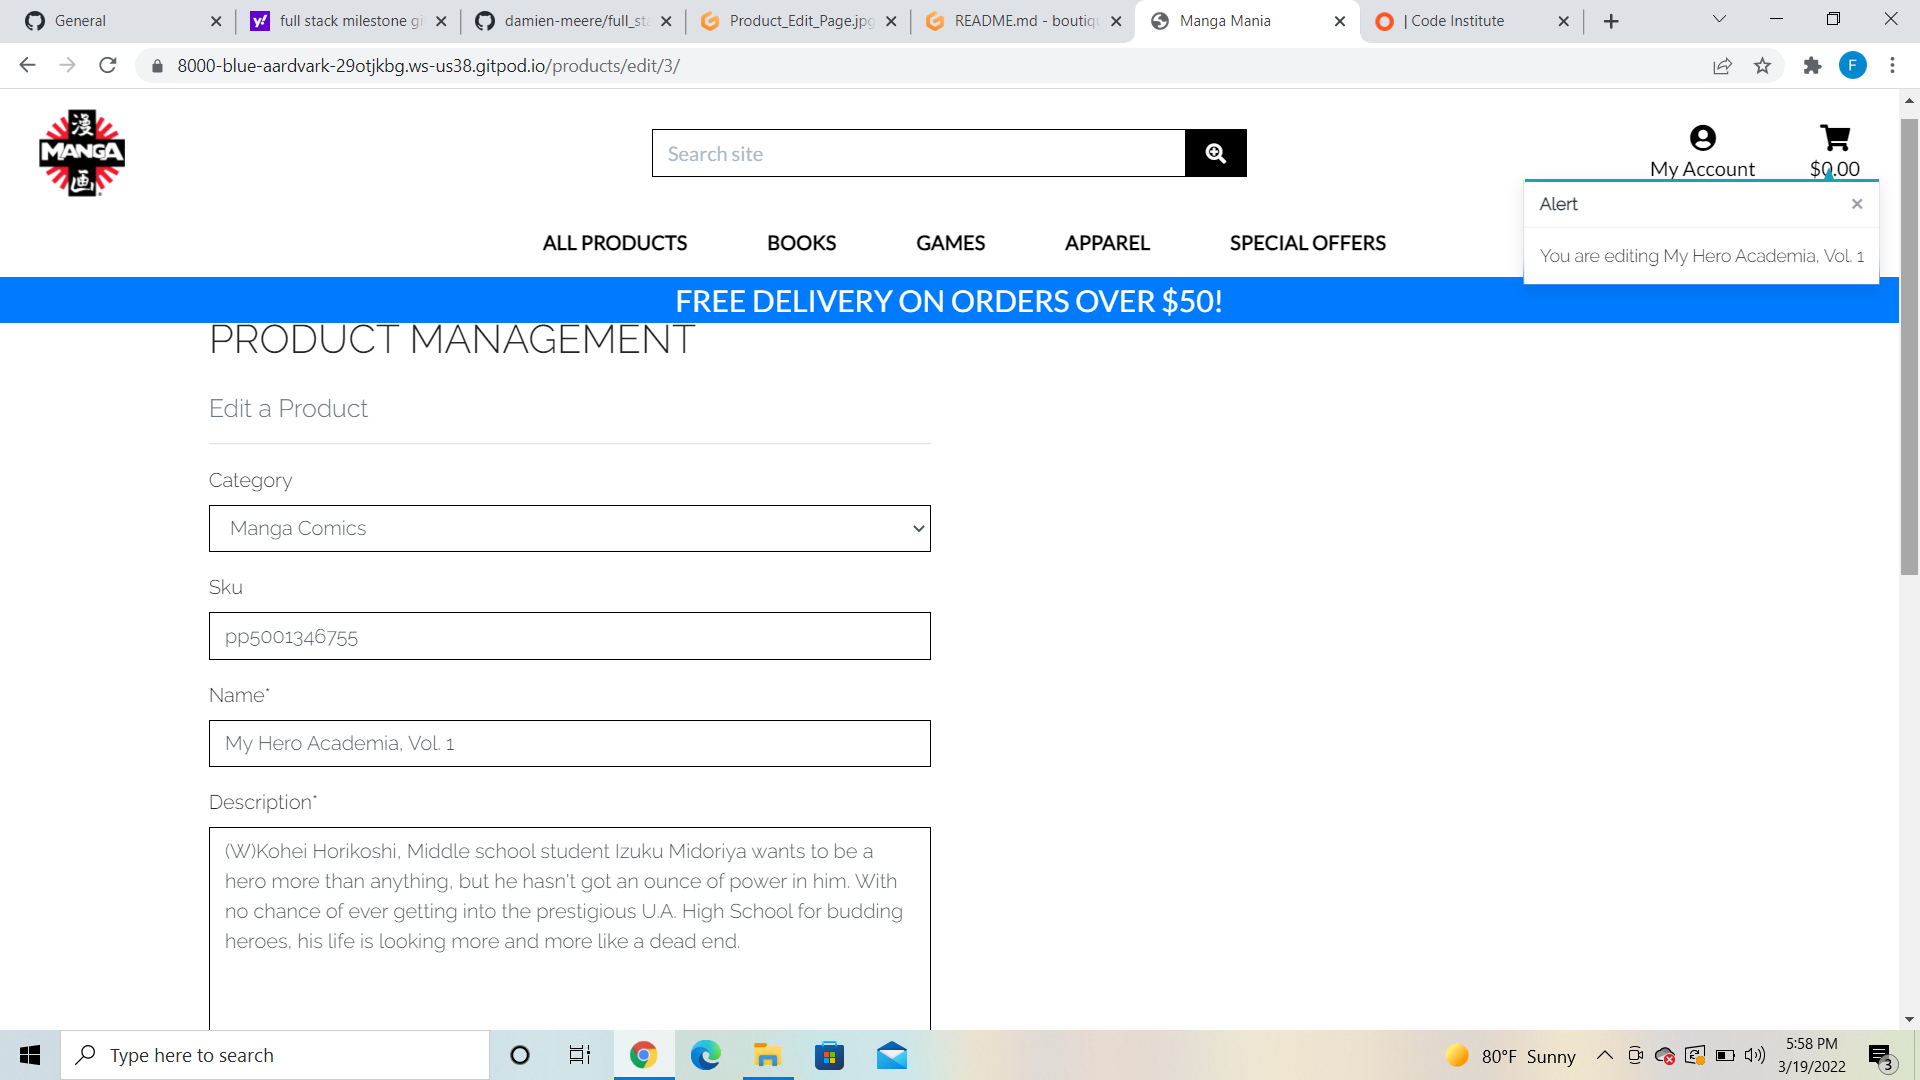 General
full stack milestone gi
damien-meere/full_sta
Product_Edit_Page.jpg
README.md - boutiq
Manga Mania
| Code Institute
8000-blue-aardvark-29otjkbg.ws-us38.gitpod.io/products/edit/3/
F
漫
MANGA
画
Search site
My Account
$0.00
Alert
You are editing My Hero Academia, Vol. 1
ALL PRODUCTS
BOOKS
GAMES
APPAREL
SPECIAL OFFERS
FREE DELIVERY ON ORDERS OVER $50!
PRODUCT MANAGEMENT
Edit a Product
Category
Manga Comics
Sku
pp5001346755
Name*
My Hero Academia, Vol. 1
Description*
(W)Kohei Horikoshi, Middle school student Izuku Midoriya wants to be a
hero more than anything, but he hasn't got an ounce of power in him. With
no chance of ever getting into the prestigious U.A. High School for budding
heroes, his life is looking more and more like a dead end.
Type here to search
80°F Sunny
5:58 PM
3/19/2022
3